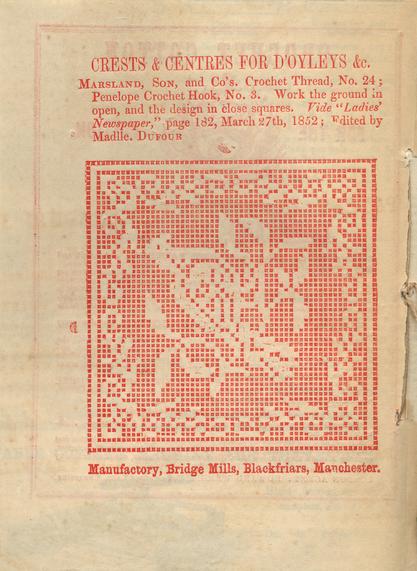 CRESTS & CENTRES FOR D'OYLEYS &c.
MARSLAND, SON, and Co's. Crochet Thread, No. 24;
Penelope Crochet Hook, No. 3. Work the ground in
open, and the design in close squares. Vide "Ladies'
Newspaper," page 182, March 27th, 1852; Edited by
Madlle. DUFOUR
Manufactory, Bridge Mills, Blackfriars, Manchester.